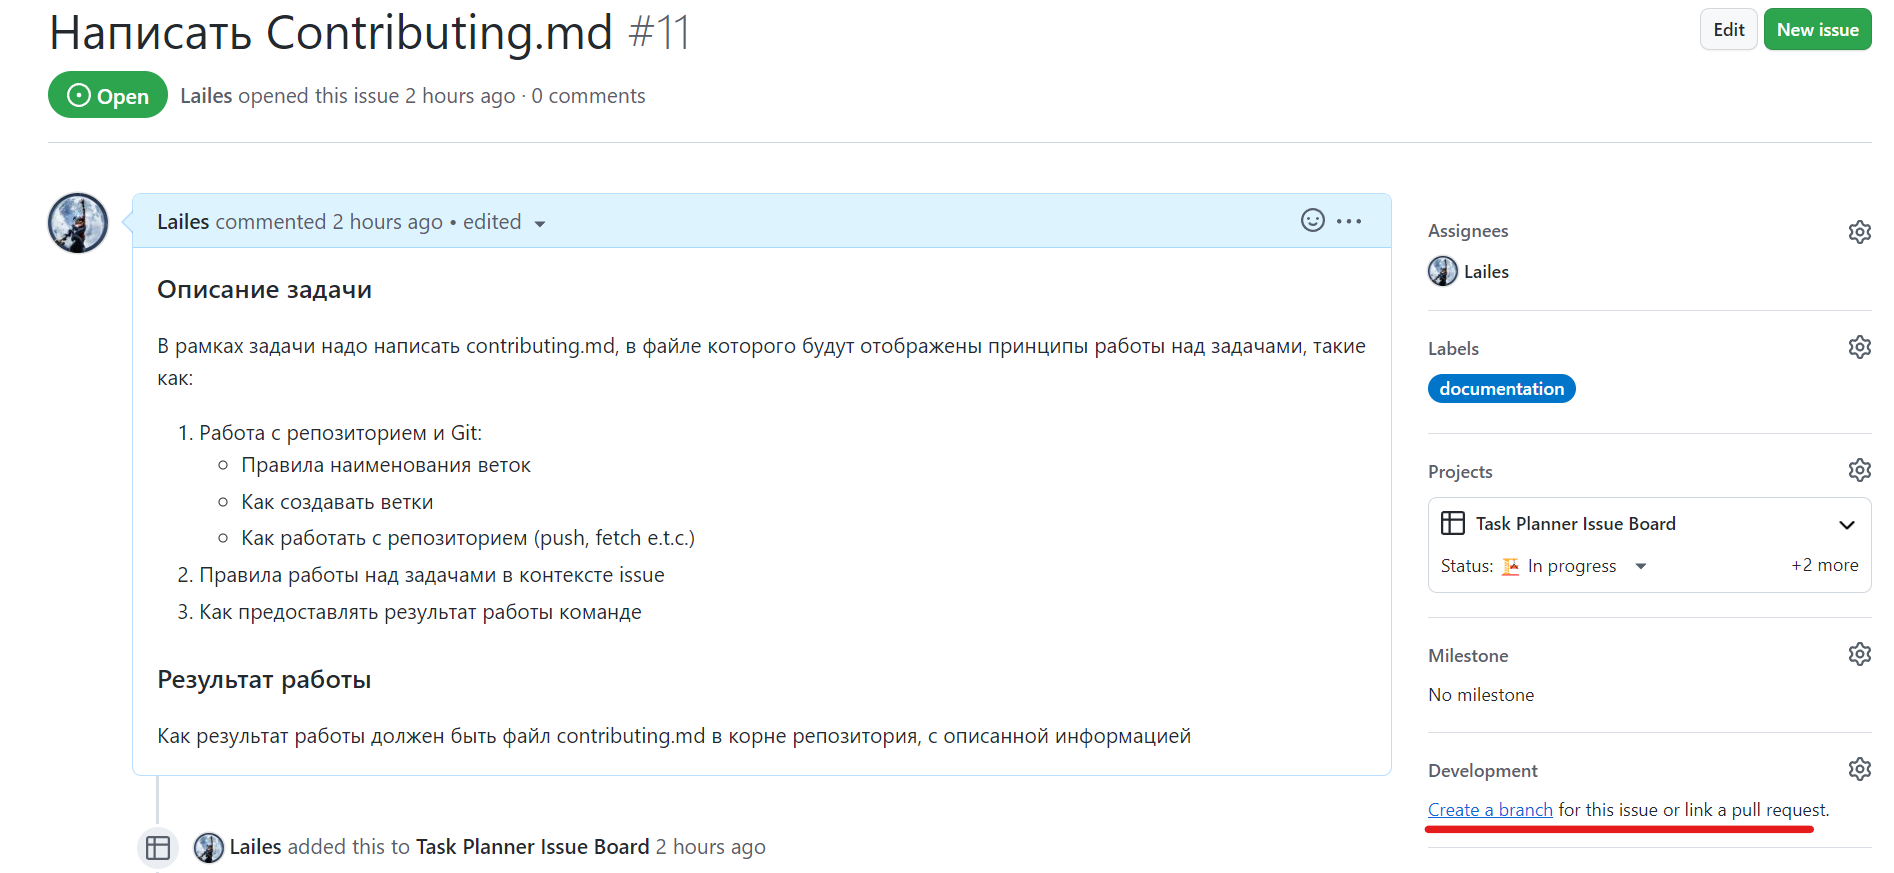 Написать Contributing.md #11
Edit
New issue
Open
Lailes opened this issue 2 hours ago · 0 comments
Lailes commented 2 hours ago • edited
Описание задачи
В рамках задачи надо написать contributing.md, в файле которого будут отображены принципы работы над задачами, такие
как:
1. Работа с репозиторием и Git:
Правила наименования веток
Как создавать ветки
Как работать с репозиторием (push, fetch e.t.c.)
2. Правила работы над задачами в контексте issue
3. Как предоставлять результат работы команде
Результат работы
Как результат работы должен быть файл contributing.md в корне репозитория, с описанной информацией
Lailes added this to Task Planner Issue Board 2 hours ago
Assignees
Lailes
Labels
documentation
Projects
Task Planner Issue Board
Status: In progress
+2 more
Milestone
No milestone
Development
Create a branch for this issue or link a pull request.